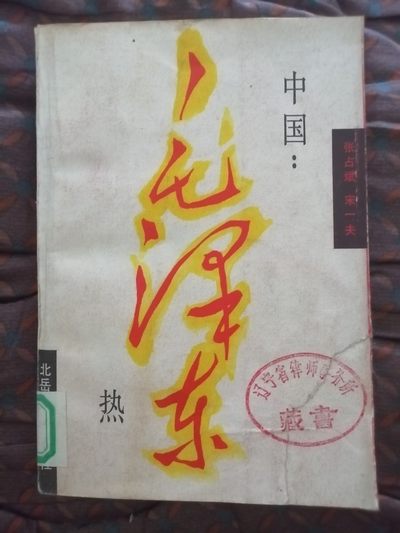 中国：
毛泽东
热
张占斌 宋一夫
北岳
社
辽宁省律师事务所
藏書